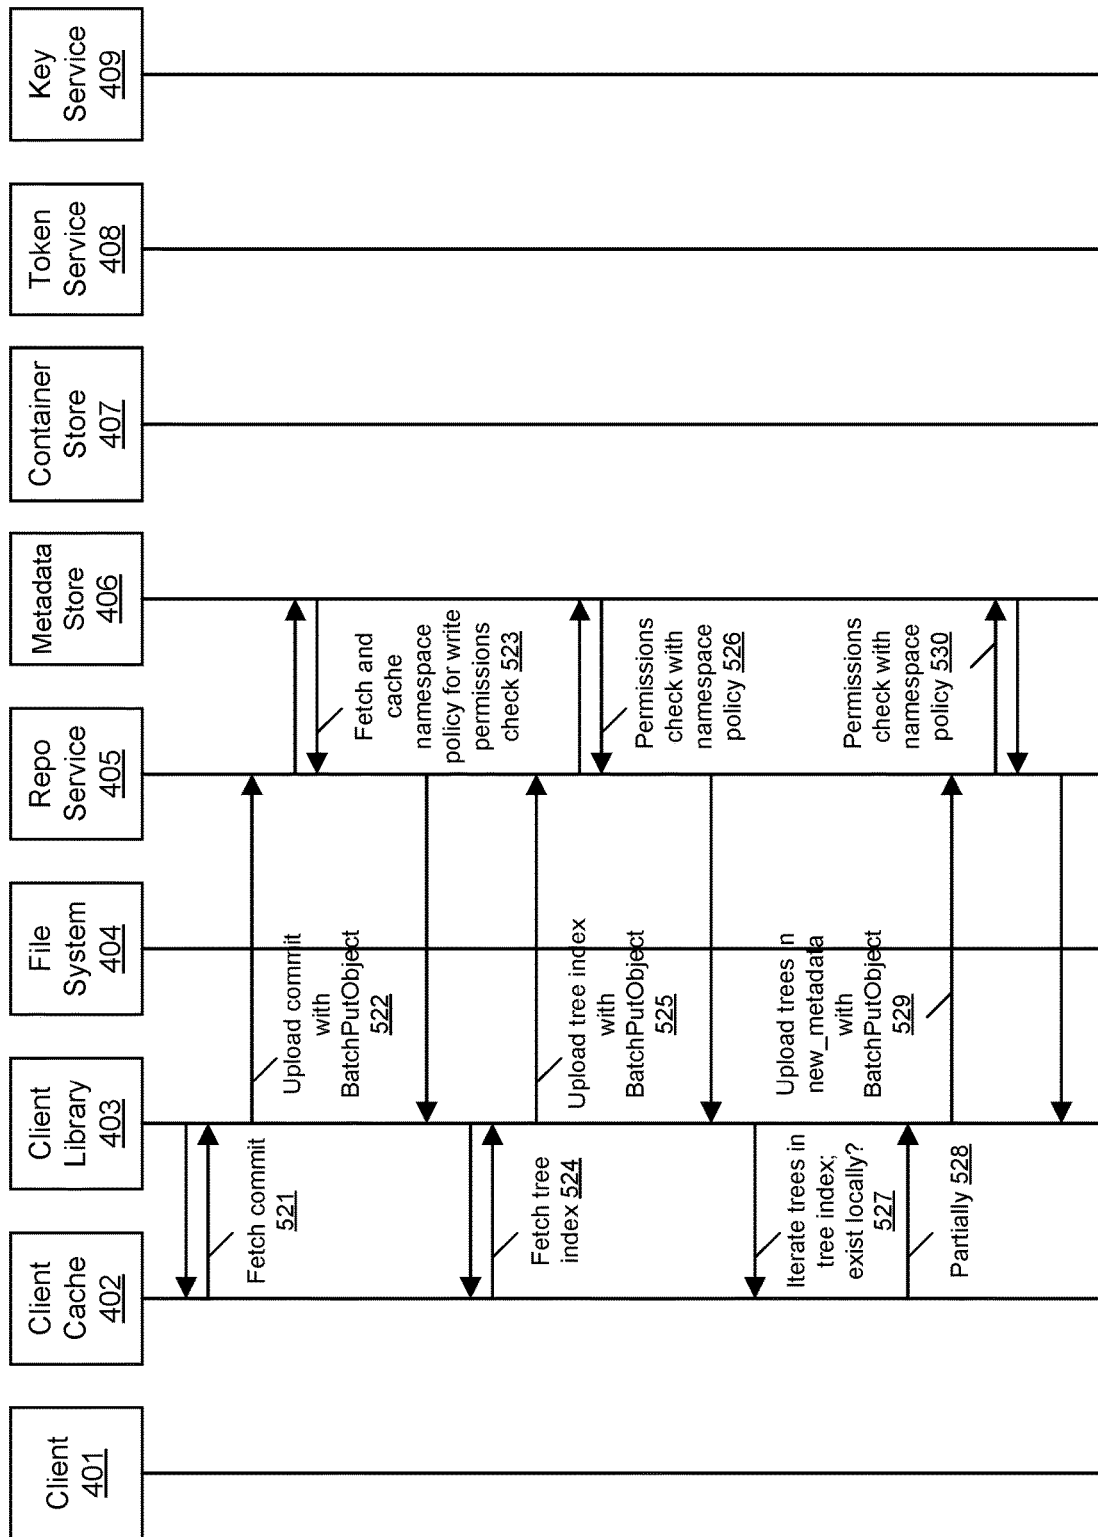 Client
401
Client
Cache
402
Client
Library
403
File
System
404
Repo
Service
405
Metadata
Store
406
Container
Store
407
Token
Service
408
Key
Service
409
Fetch commit
521
Upload commit
with
BatchPutObject
522
Fetch and
cache
namespace
policy for write
permissions
check 523
Fetch tree
index 524
Upload tree index
with
BatchPutObject
525
Permissions
check with
namespace
policy 526
Iterate trees in
tree index;
exist locally?
527
Partially 528
Upload trees n
new_metadata
with
BatchPutObject
529
Permissions
check with
namespace
policy 530